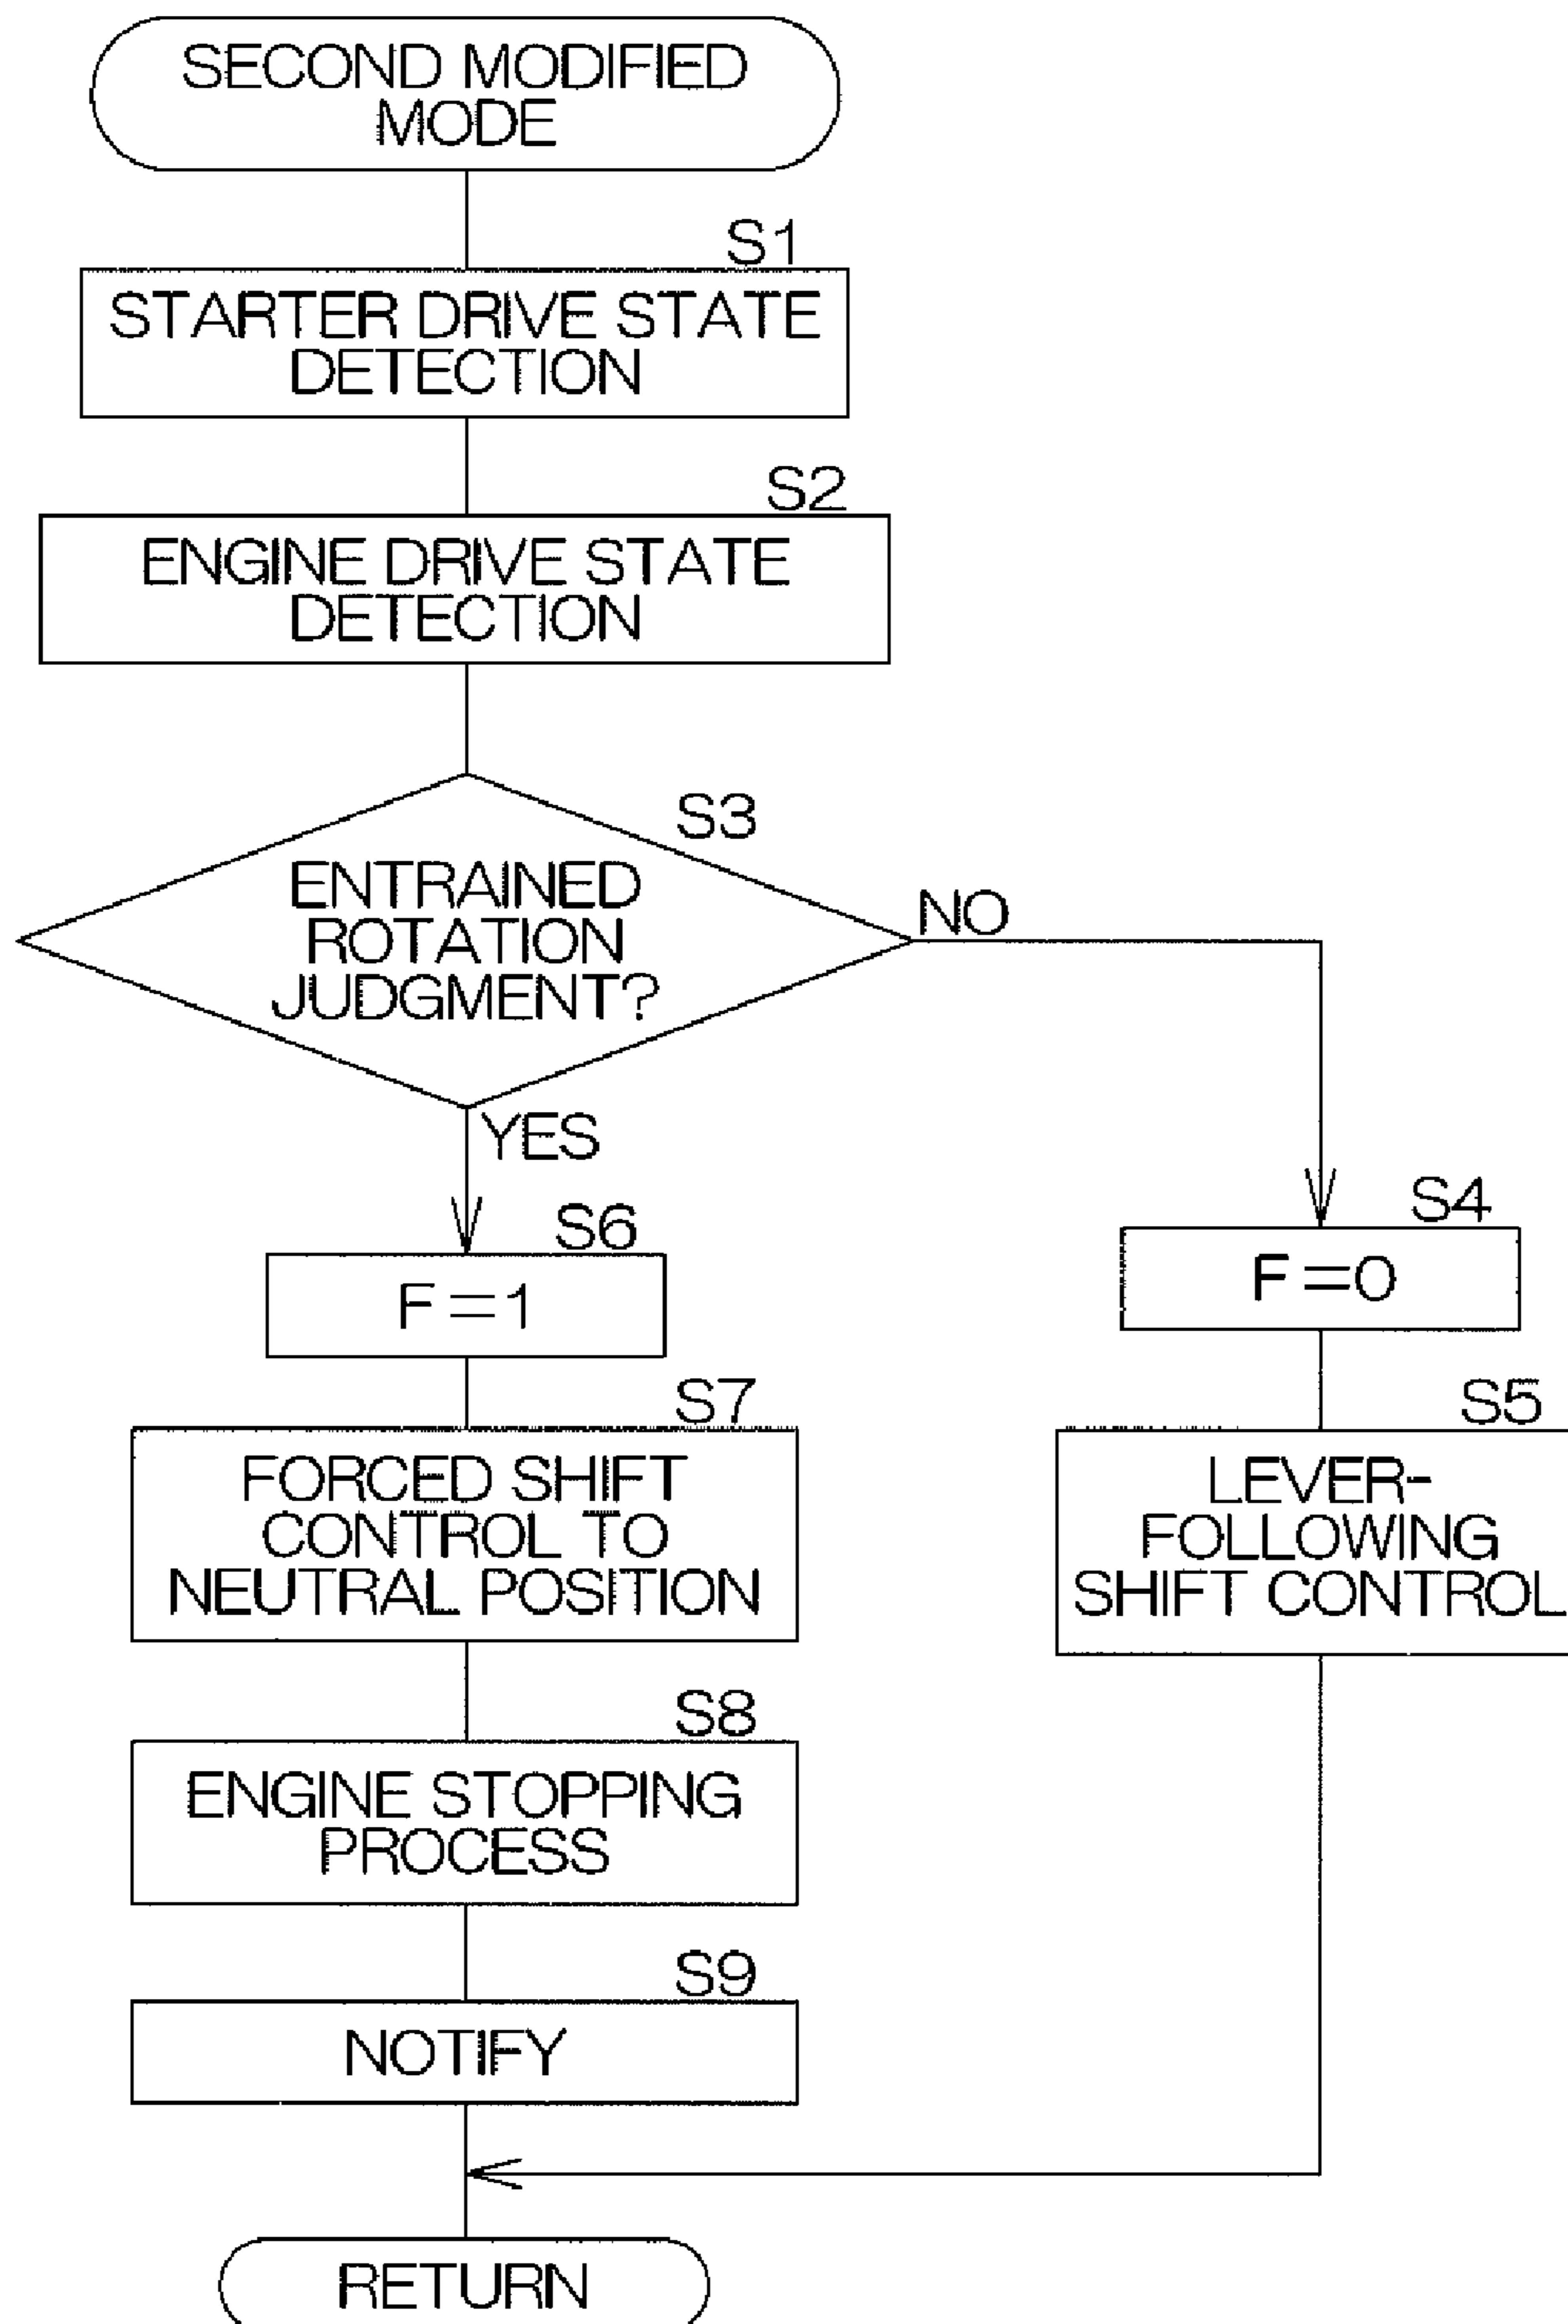 SECOND MODIFIED
MODE
S1
STARTER DRIVE STATE
DETECTION
S2
ENGINE DRIVE STATE
DETECTION
S3
ENTRAINED
ROTATION
JUDGMENT?
NO
YES
S6
F=1
S4
F=0
S7
FORCED SHIFT
CONTROL TO
NEUTRAL POSITION
S5
LEVER-
FOLLOWING
SHIFT CONTROL
S8
ENGINE STOPPING
PROCESS
S9
NOTIFY
RETURN